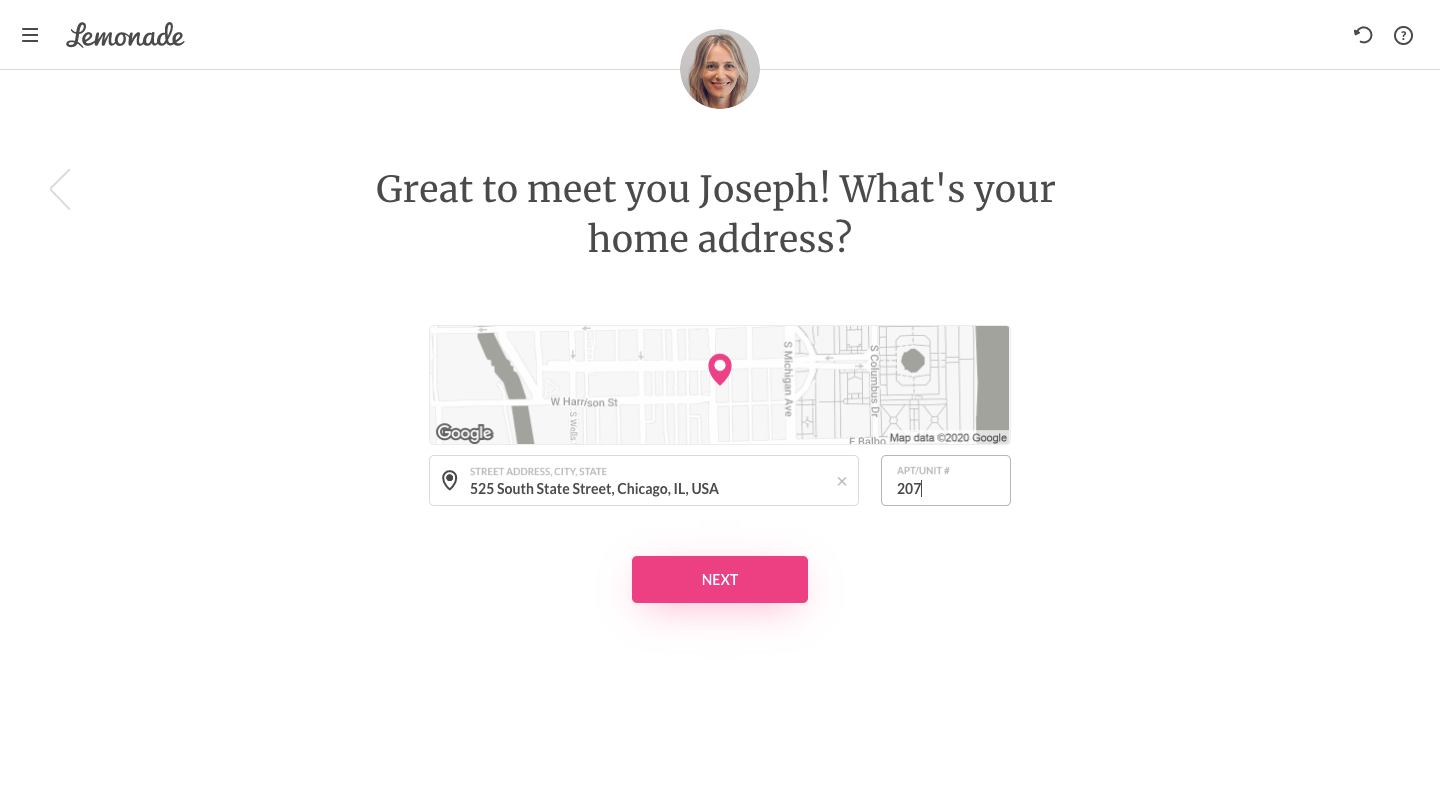 Lemonade
?
Great to meet you Joseph! What's your
home address?
S Michigan Ave
S Columbus Dr
W Harrison St
S Wells
E Balbo
Google
Map data ©2020 Google
STREET ADDRESS, CITY, STATE
525 South State Street, Chicago, IL, USA
APT/UNIT #
207
NEXT